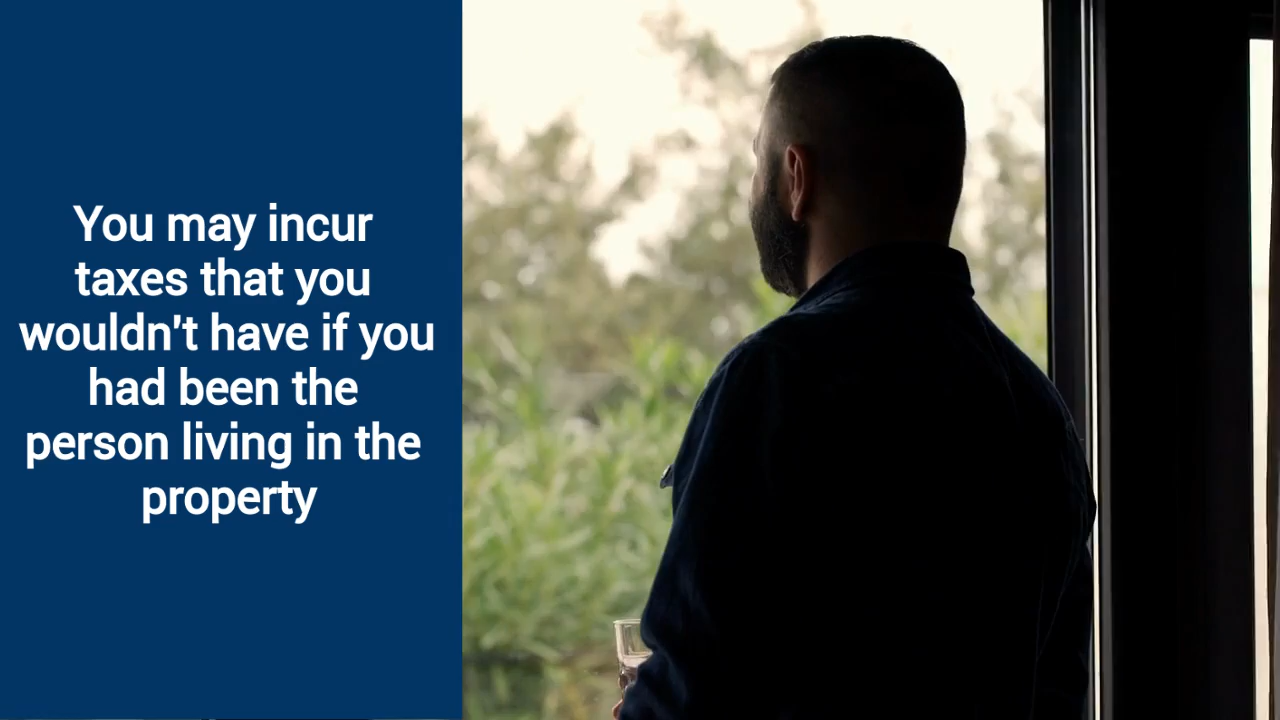 You may incur
taxes that you
wouldn't have if you
had been the
person living in the
property